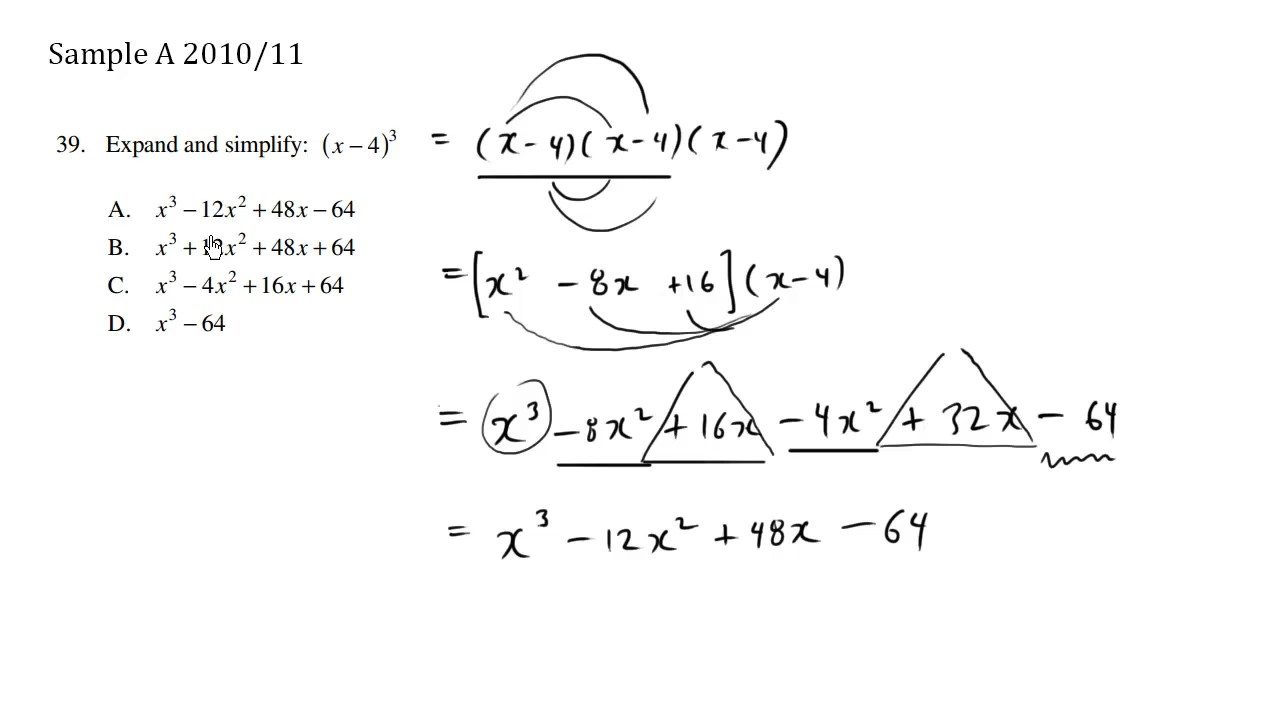 Sample A 2010/11
39. Expand and simplify: (x − 4)³ = (x − 4)(x − 4)(x − 4)
A. x³ − 12x² + 48x − 64
B. x³ + 12x² + 48x + 64
C. x³ − 4x² + 16x + 64
D. x³ − 64
= [x² − 8x + 16](x − 4)
= x³ − 8x² + 16x − 4x² + 32x − 64
= x³ − 12x² + 48x − 64